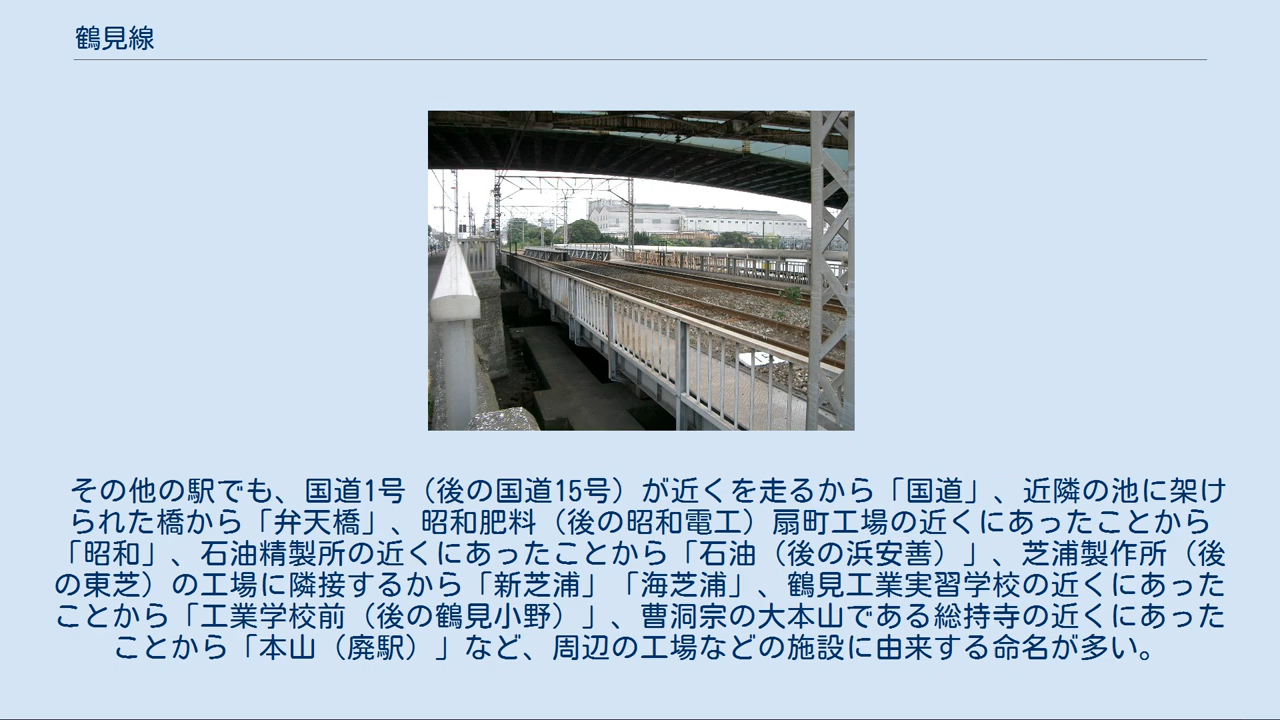 鶴見線
その他の駅でも、国道1号（後の国道15号）が近くを走るから「国道」、近隣の池に架け
られた橋から「弁天橋」、昭和肥料（後の昭和電工）扇町工場の近くにあったことから
「昭和」、石油精製所の近くにあったことから「石油（後の浜安善）」、芝浦製作所（後
の東芝）の工場に隣接するから「新芝浦」「海芝浦」、鶴見工業実習学校の近くにあった
ことから「工業学校前（後の鶴見小野）」、曹洞宗の大本山である総持寺の近くにあった
ことから「本山（廃駅）」など、周辺の工場などの施設に由来する命名が多い。